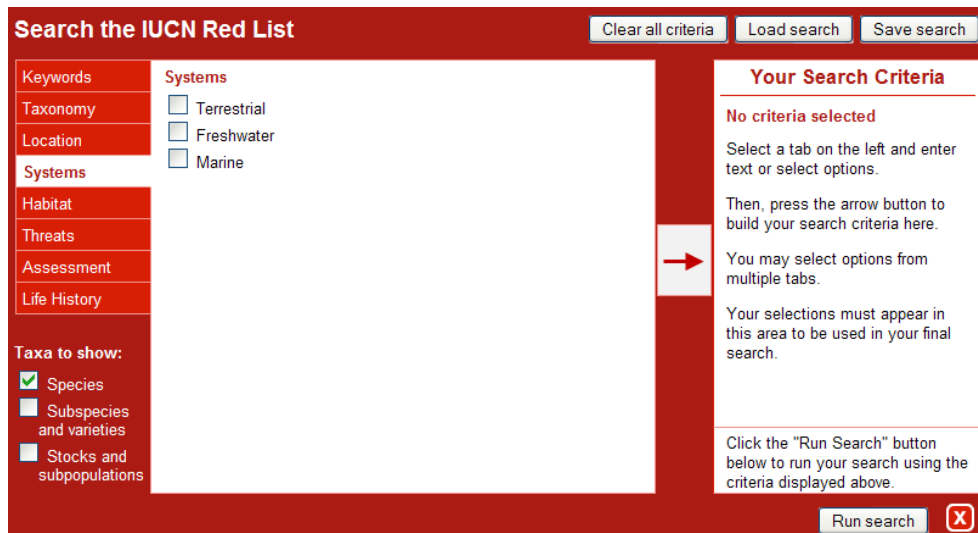 Search the IUCN Red List
Clear all criteria
Load search
Save search
Keywords
Taxonomy
Location
Systems
Habitat
Threats
Assessment
Life History
Taxa to show:
Species
Subspecies
and varieties
Stocks and
subpopulations
Systems
Terrestrial
Freshwater
Marine
Your Search Criteria
No criteria selected
Select a tab on the left and enter
text or select options.
Then, press the arrow button to
build your search criteria here.
You may select options from
multiple tabs.
Your selections must appear in
this area to be used in your final
search.
Click the "Run Search" button
below to run your search using the
criteria displayed above.
Run search
X